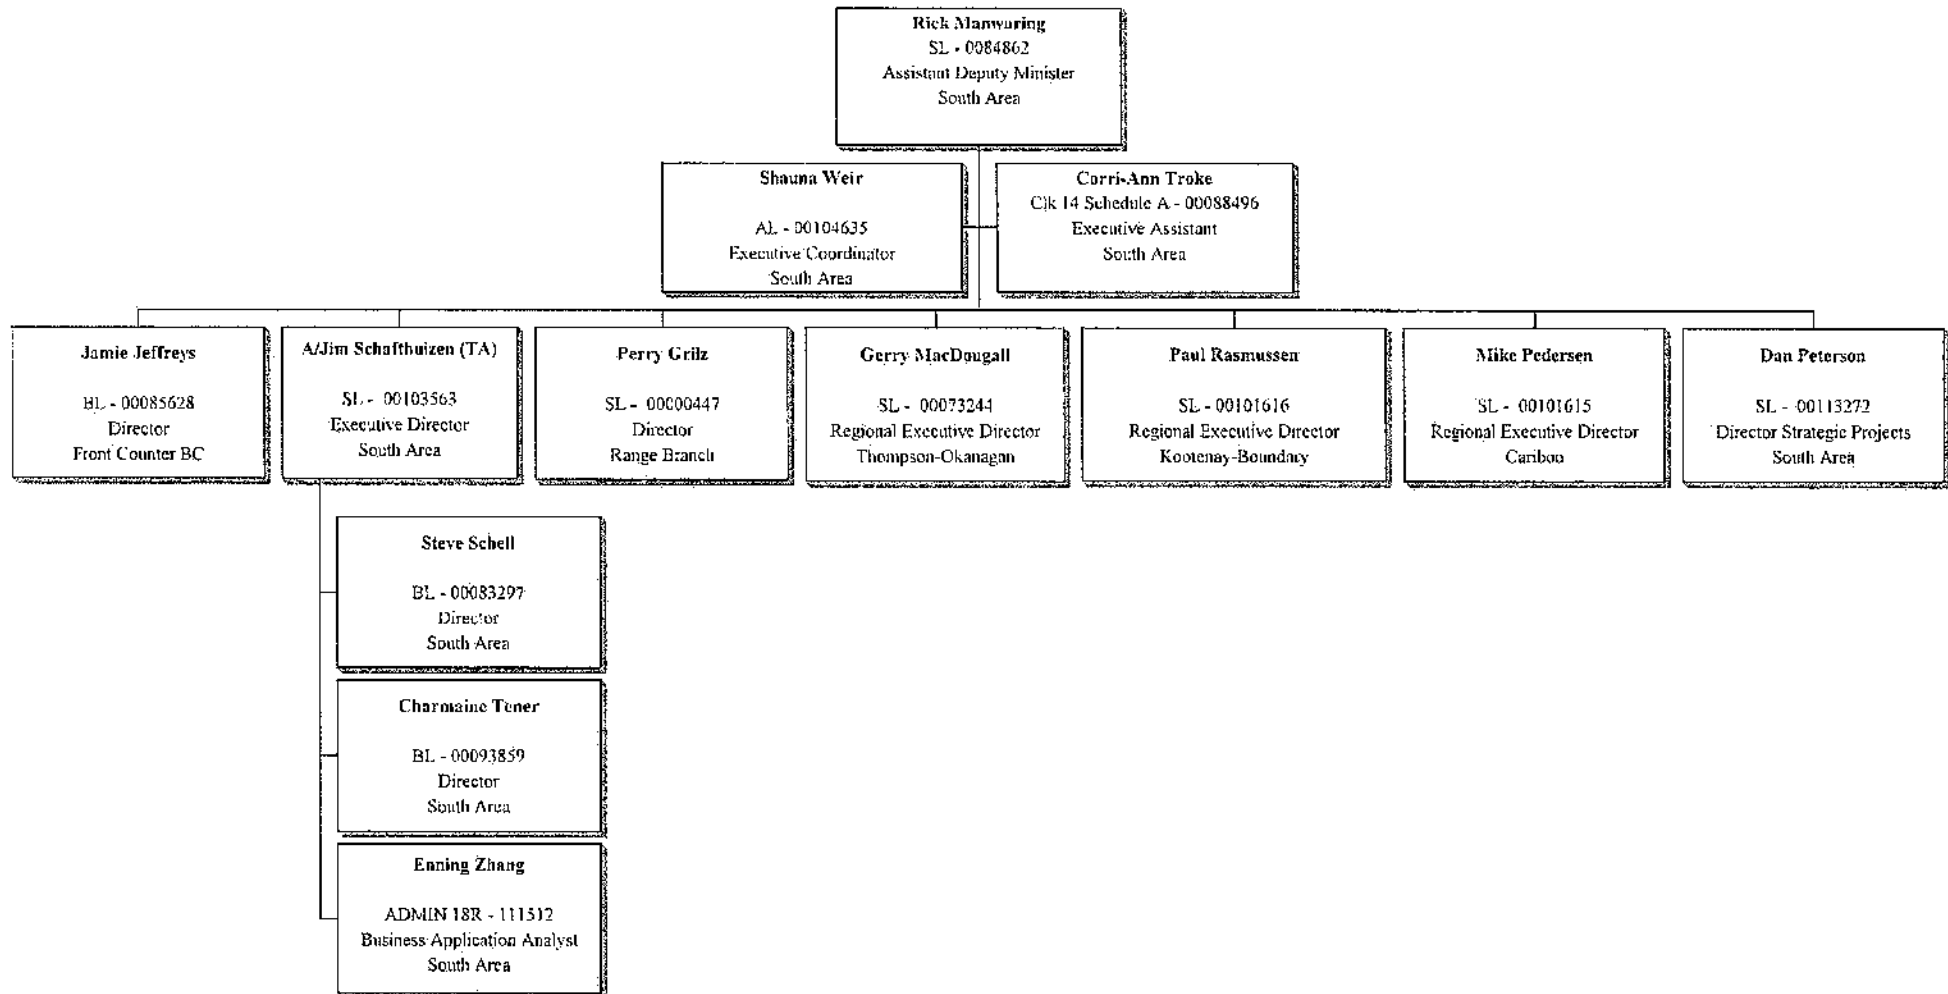 Rick Manwaring
SL - 0084862
Assistant Deputy Minister
South Area
Shauna Weir
AL - 00104635
Executive Coordinator
South Area
Corri-Ann Troke
Clk 14 Schedule A - 00088496
Executive Assistant
South Area
Jamie Jeffreys
BL - 00085628
Director
Front Counter BC
A/Jim Schafthuizen (TA)
SL - 00103563
Executive Director
South Area
Perry Grilz
SL - 00000447
Director
Range Branch
Gerry MacDougall
SL - 00073244
Regional Executive Director
Thompson-Okanagan
Paul Rasmussen
SL - 00101616
Regional Executive Director
Kootenay-Boundary
Mike Pedersen
SL - 00101615
Regional Executive Director
Cariboo
Dan Peterson
SL - 00113272
Director Strategic Projects
South Area
Steve Schell
BL - 00083297
Director
South Area
Charmaine Tener
BL - 00093859
Director
South Area
Enning Zhang
ADMIN 18R - 111512
Business Application Analyst
South Area